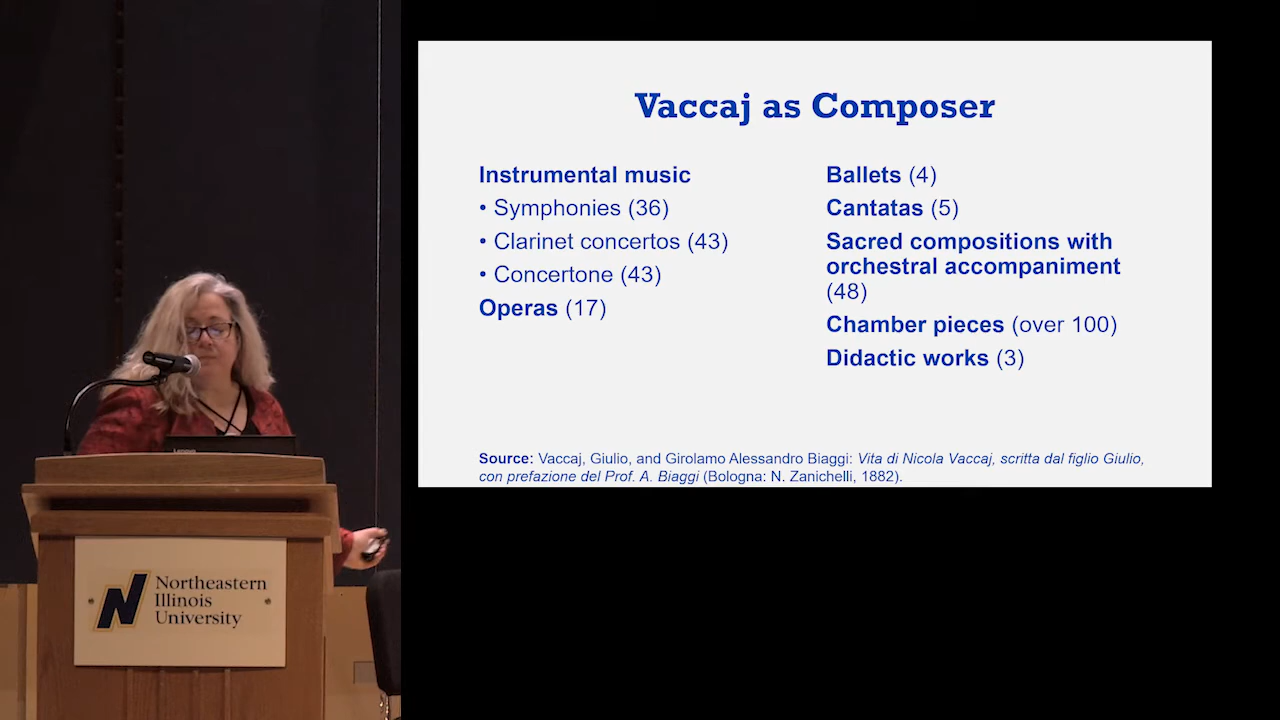 Vaccaj as Composer
Instrumental music
• Symphonies (36)
• Clarinet concertos (43)
• Concertone (43)
Operas (17)
Ballets (4)
Cantatas (5)
Sacred compositions with
orchestral accompaniment
(48)
Chamber pieces (over 100)
Didactic works (3)
Source: Vaccaj, Giulio, and Girolamo Alessandro Biaggi: Vita di Nicola Vaccaj, scritta dal figlio Giulio,
con prefazione del Prof. A. Biaggi (Bologna: N. Zanichelli, 1882).
Lenovo
N Northeastern
Illinois
University